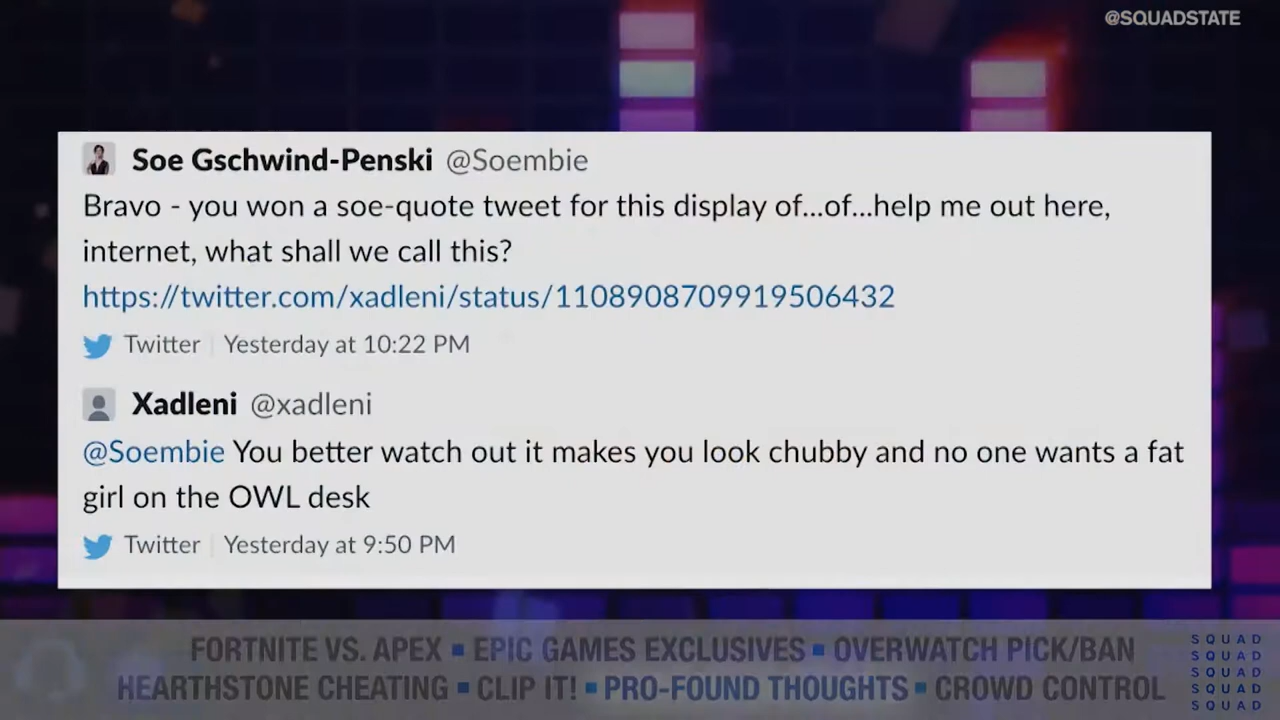 @SQUADSTATE
Soe Gschwind-Penski @Soembie
Bravo - you won a soe-quote tweet for this display of...of...help me out here,
internet, what shall we call this?
https://twitter.com/xadleni/status/1108908709919506432
Twitter | Yesterday at 10:22 PM
Xadleni @xadleni
@Soembie You better watch out it makes you look chubby and no one wants a fat
girl on the OWL desk
Twitter | Yesterday at 9:50 PM
FORTNITE VS. APEX ▪ EPIC GAMES EXCLUSIVES ▪ OVERWATCH PICK/BAN
HEARTHSTONE CHEATING ▪ CLIP IT! ▪ PRO-FOUND THOUGHTS ▪ CROWD CONTROL
SQUAD
SQUAD
SQUAD
SQUAD
SQUAD